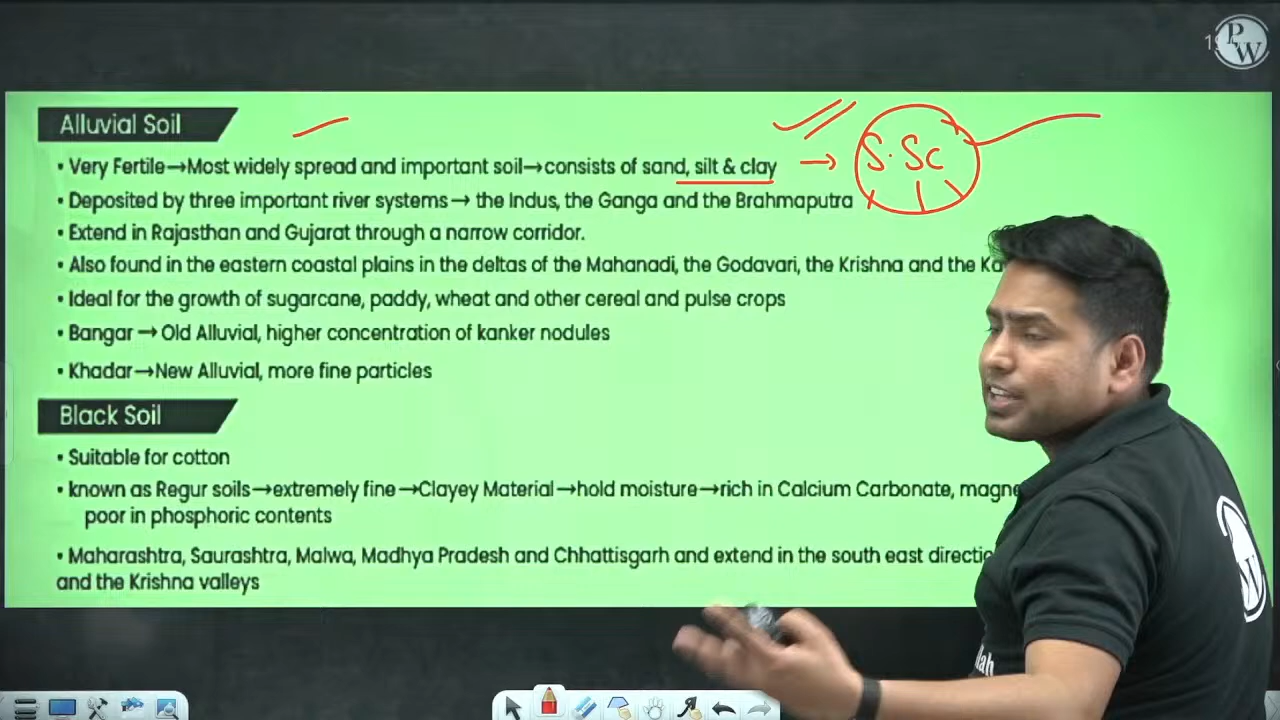 PW
Alluvial Soil
• Very Fertile→Most widely spread and important soil→consists of sand, silt & clay → S.Sc
• Deposited by three important river systems→ the Indus, the Ganga and the Brahmaputra
• Extend in Rajasthan and Gujarat through a narrow corridor.
• Also found in the eastern coastal plains in the deltas of the Mahanadi, the Godavari, the Krishna and the
• Ideal for the growth of sugarcane, paddy, wheat and other cereal and pulse crops
• Bangar → Old Alluvial, higher concentration of kanker nodules
• Khadar→New Alluvial, more fine particles
Black Soil
• Suitable for cotton
• known as Regur soils→extremely fine→Clayey Material→hold moisture→rich in Calcium Carbonate,
poor in phosphoric contents
• Maharashtra, Saurashtra, Malwa, Madhya Pradesh and Chhattisgarh and extend in the south east
and the Krishna valleys